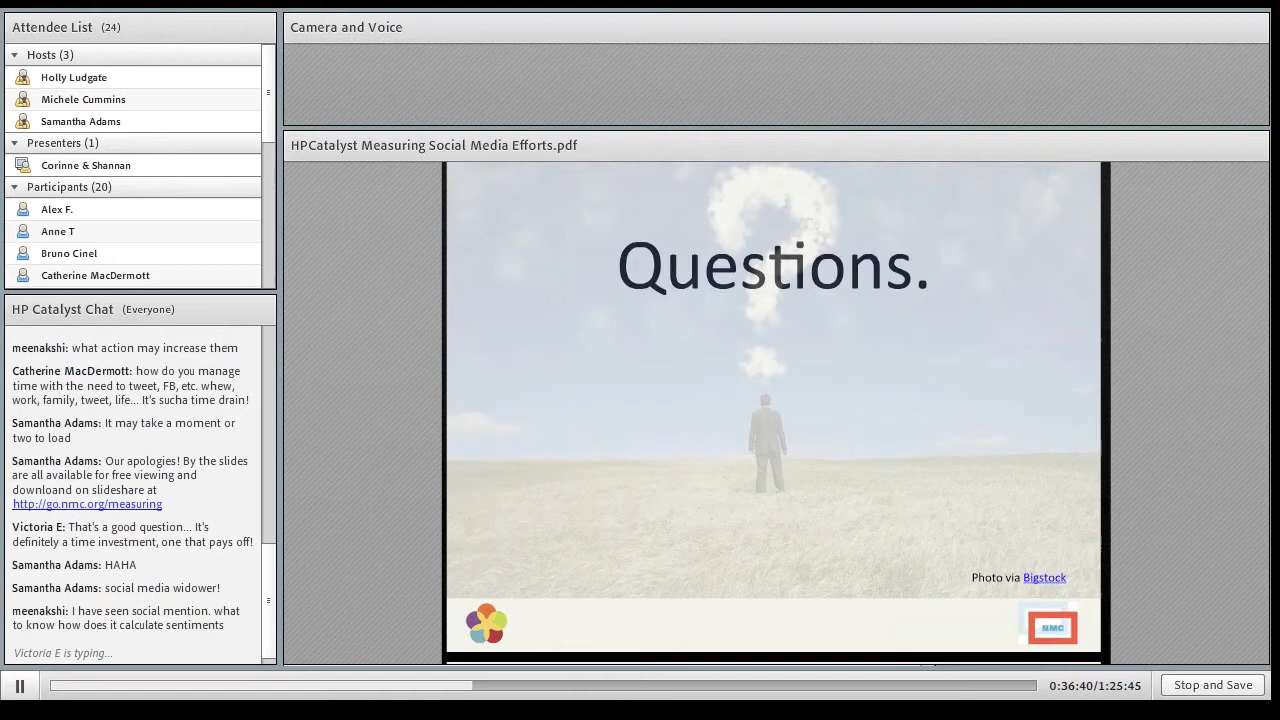 Attendee List (24)
Hosts (3)
Holly Ludgate
Michele Cummins
Samantha Adams
Presenters (1)
Corinne & Shannan
Participants (20)
Alex F.
Anne T
Bruno Cinel
Catherine MacDermott
HP Catalyst Chat (Everyone)
meenakshi: what action may increase them
Catherine MacDermott: how do you manage
time with the need to tweet, FB, etc. whew,
work, family, tweet, life... It's sucha time drain!
Samantha Adams: It may take a moment or
two to load
Samantha Adams: Our apologies! By the slides
are all available for free viewing and
downloand on slideshare at
http://go.nmc.org/measuring
Victoria E: That's a good question... It's
definitely a time investment, one that pays off!
Samantha Adams: HAHA
Samantha Adams: social media widower!
meenakshi: I have seen social mention. what
to know how does it calculate sentiments
Victoria E is typing...
Camera and Voice
HPCatalyst Measuring Social Media Efforts.pdf
Questions.
Photo via Bigstock
NMC
0:36:40/1:25:45
Stop and Save